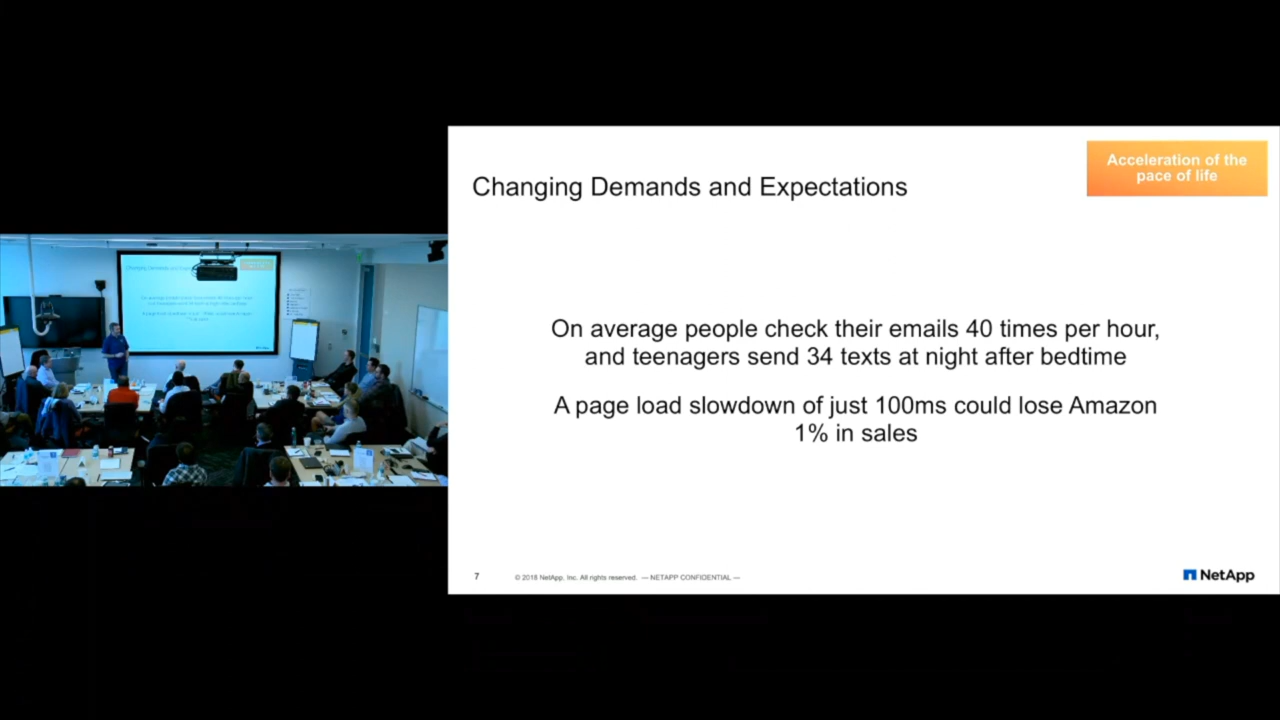 Acceleration of the
pace of life
Changing Demands and Expectations
On average people check their emails 40 times per hour,
and teenagers send 34 texts at night after bedtime
A page load slowdown of just 100ms could lose Amazon
1% in sales
7
© 2018 NetApp, Inc. All rights reserved. — NETAPP CONFIDENTIAL —
NetApp